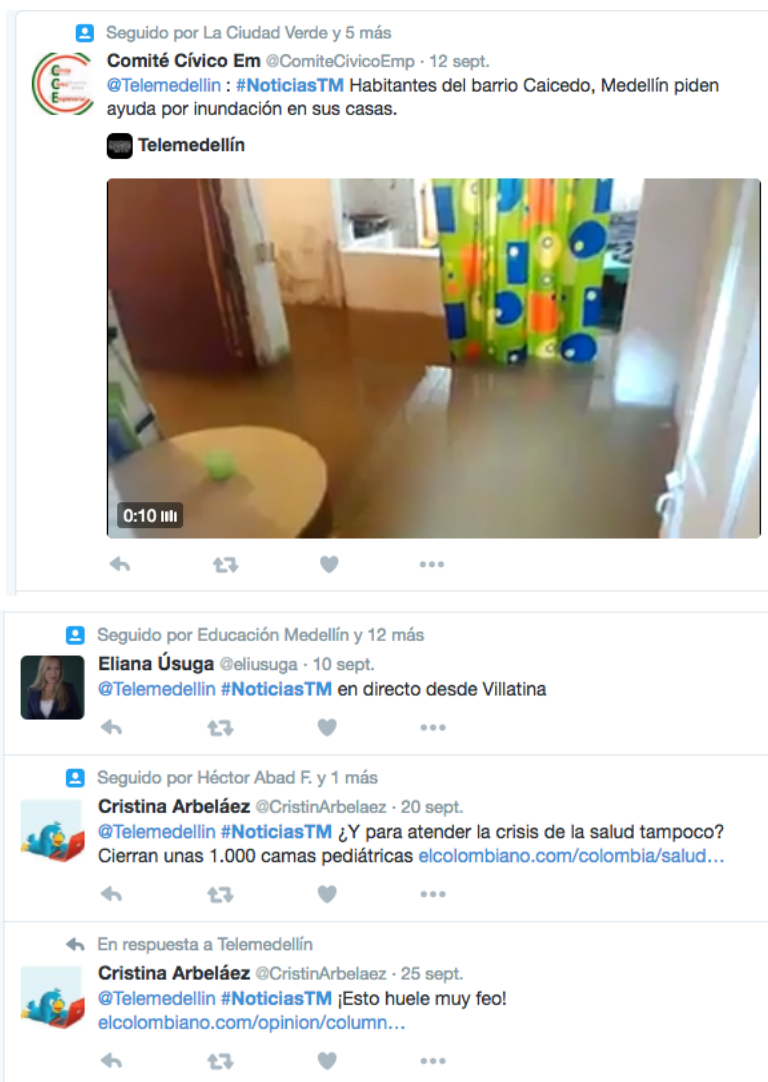 Seguido por La Ciudad Verde y 5 más
Comité Cívico Em @ComiteCivicoEmp · 12 sept.
@Telemedellin : #NoticiasTM Habitantes del barrio Caicedo, Medellín piden
ayuda por inundación en sus casas.
Telemedellín
0:10
Seguido por Educación Medellín y 12 más
Eliana Úsuga @eliusuga · 10 sept.
@Telemedellin #NoticiasTM en directo desde Villatina
Seguido por Héctor Abad F. y 1 más
Cristina Arbeláez @CristinArbelaez · 20 sept.
@Telemedellin #NoticiasTM ¿Y para atender la crisis de la salud tampoco?
Cierran unas 1.000 camas pediátricas elcolombiano.com/colombia/salud…
En respuesta a Telemedellín
Cristina Arbeláez @CristinArbelaez · 25 sept.
@Telemedellin #NoticiasTM ¡Esto huele muy feo!
elcolombiano.com/opinion/column…